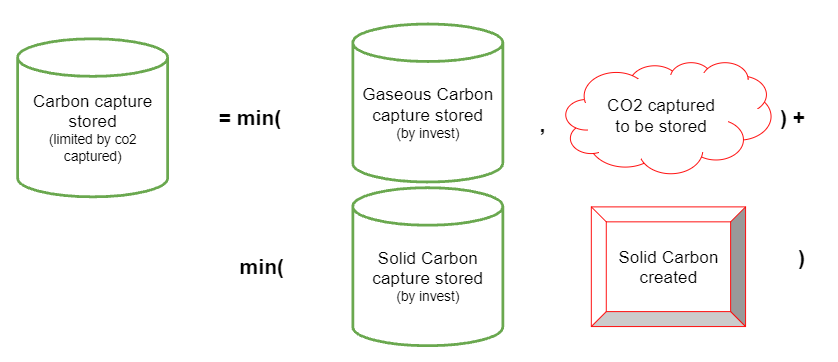 Carbon capture
stored
(limited by co2
captured)
= min(
Gaseous Carbon
capture stored
(by invest)
,
CO2 captured
to be stored
) +
min(
Solid Carbon
capture stored
(by invest)
Solid Carbon
created
)